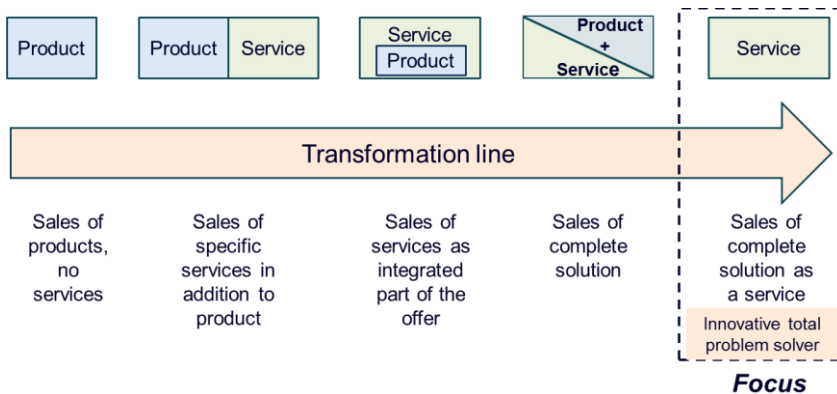 Product
Product
Service
Service
Product
Product
+
Service
Service
Transformation line
Sales of
products,
no
services
Sales of
specific
services in
addition to
product
Sales of
services as
integrated
part of the
offer
Sales of
complete
solution
Sales of
complete
solution as
a service
Innovative total
problem solver
Focus